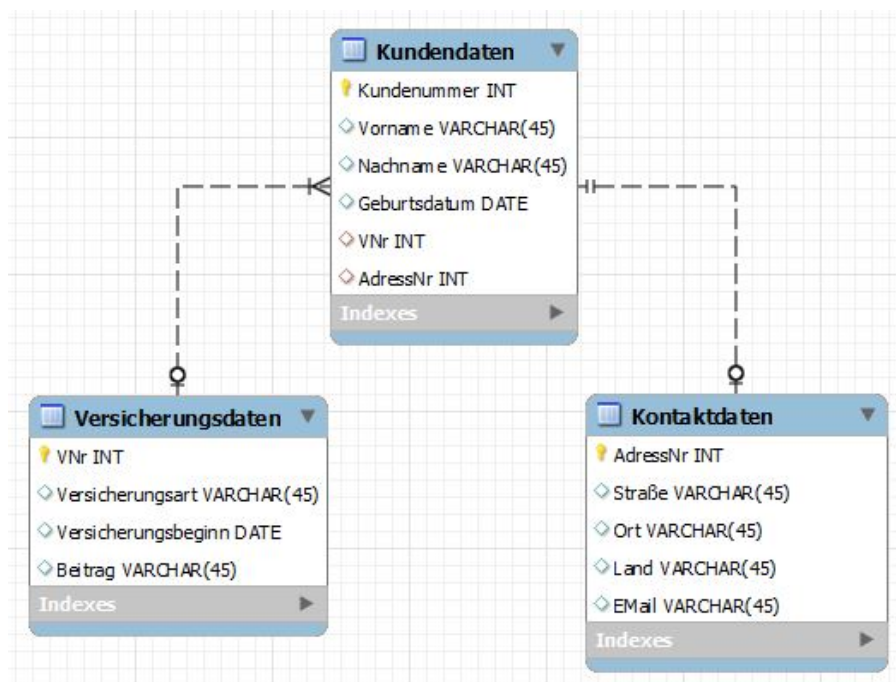 Kundendaten
Kundenummer INT
Vorname VARCHAR(45)
Nachname VARCHAR(45)
Geburtsdatum DATE
VNr INT
AdressNr INT
Indexes
Versicherungsdaten
VNr INT
Versicherungsart VARCHAR(45)
Versicherungsbeginn DATE
Beitrag VARCHAR(45)
Indexes
Kontaktdaten
AdressNr INT
Straße VARCHAR(45)
Ort VARCHAR(45)
Land VARCHAR(45)
EMail VARCHAR(45)
Indexes